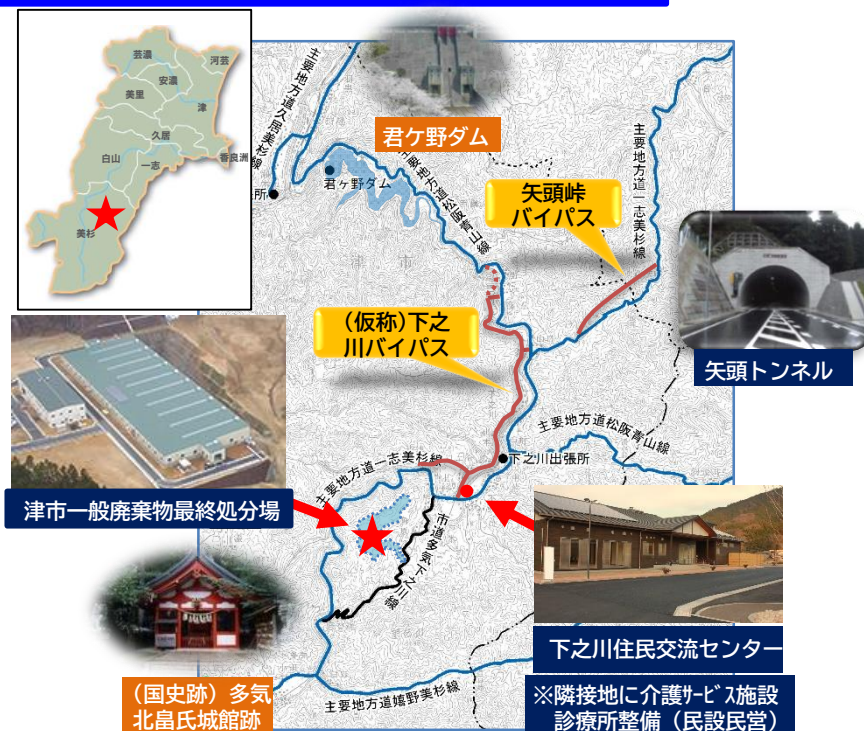 芸濃
河芸
安濃
美里
津
久居
香良洲
白山
一志
美杉
主要地方道久居美杉線
君ケ野ダム
君ヶ野ダム
主要地方道松阪青山線
主要地方道一志美杉線
矢頭峠
バイパス
津市
(仮称)下之
川バイパス
矢頭トンネル
主要地方道松阪青山線
下之川出張所
主要地方道一志美杉線
津市一般廃棄物最終処分場
市道多気下之川線
下之川住民交流センター
※隣接地に介護サービス施設
診療所整備(民設民営)
(国史跡)多気
北畠氏城館跡
主要地方道嬉野美杉線